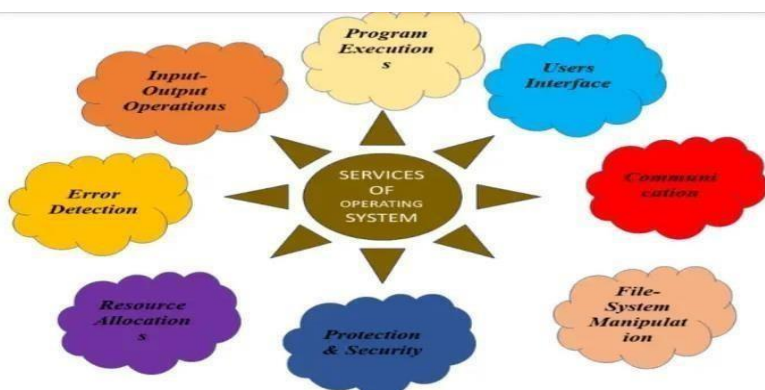 Program
Execution
s
Input-
Output
Operations
Users
Interface
SERVICES
OF
OPERATING
SYSTEM
Error
Detection
Communi
cation
Resource
Allocation
s
Protection
& Security
File-
System
Manipulat
ion